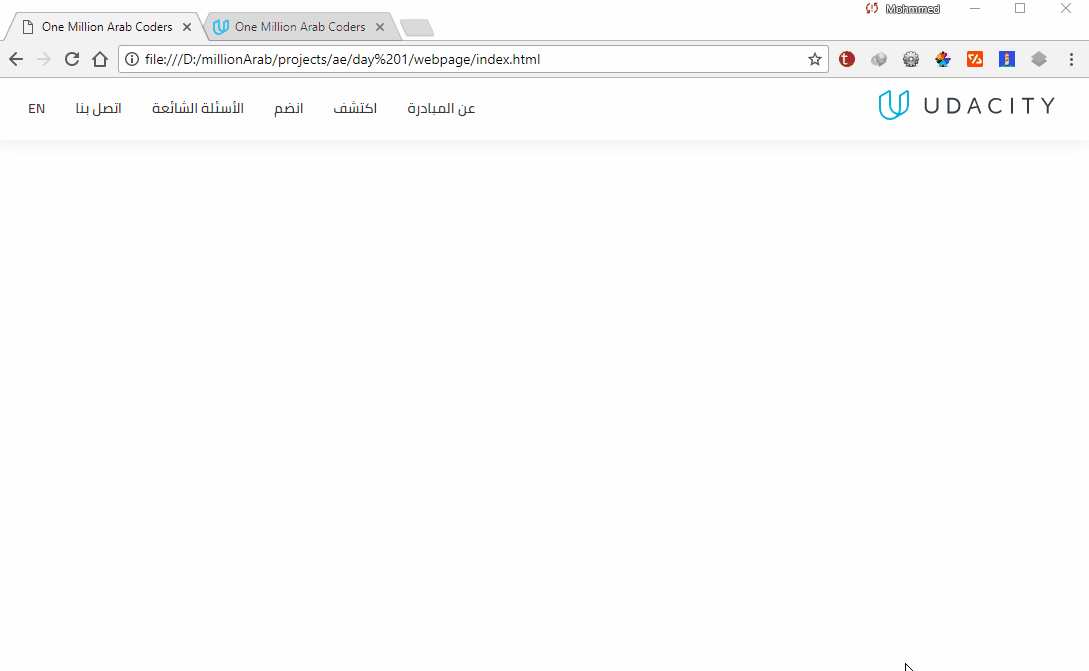 Mohmmed
One Million Arab Coders
One Million Arab Coders
file:///D:/millionArab/projects/ae/day%201/webpage/index.html
UDACITY
عن المبادرة
اكتشف
انضم
الأسئلة الشائعة
اتصل بنا
EN